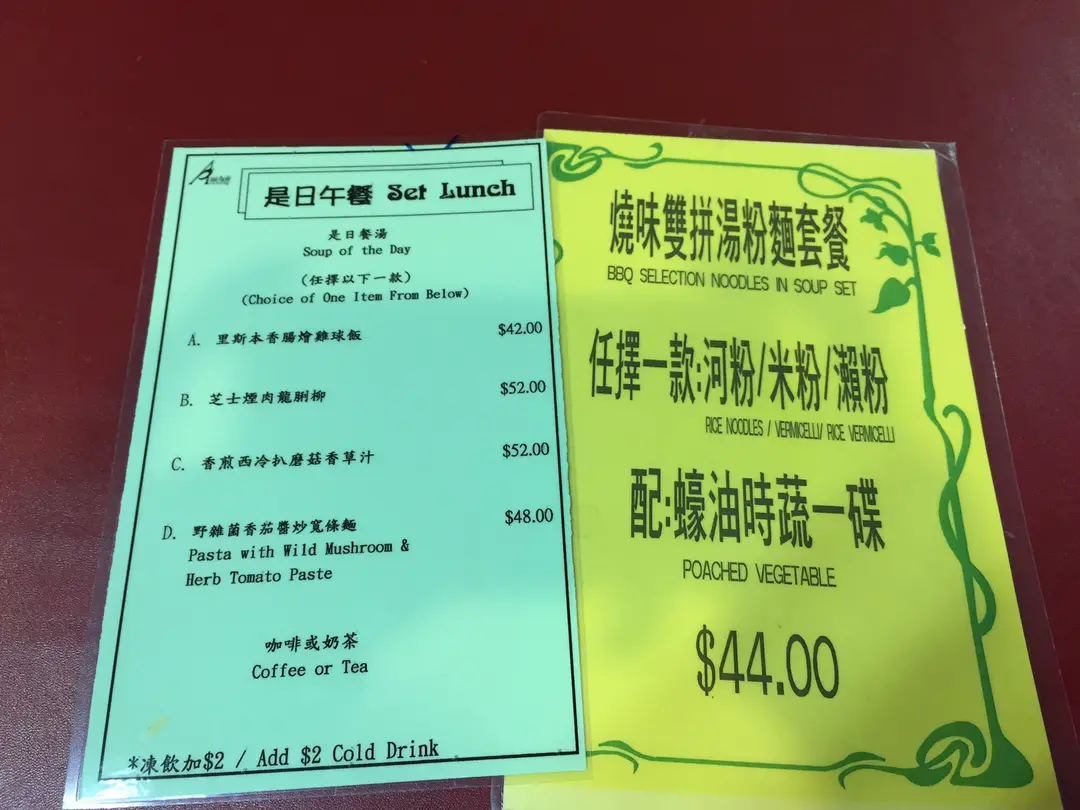 是日午餐 Set Lunch
是日餐湯
Soup of the Day
(任擇以下一款)
(Choice of One Item From Below)
A. 里斯本香腸燴雞球飯 $42.00
B. 芝士煙肉龍脷柳 $52.00
C. 香煎西冷扒磨菇香草汁 $52.00
D. 野雜菌香茄醬炒寬條麵 $48.00
Pasta with Wild Mushroom &
Herb Tomato Paste
咖啡或奶茶
Coffee or Tea
*凍飲加$2 / Add $2 Cold Drink
燒味雙拼湯粉麵套餐
BBQ SELECTION NOODLES IN SOUP SET
任擇一款:河粉/米粉/瀨粉
RICE NOODLES / VERMICELLI/ RICE VERMICELLI
配:蠔油時蔬一碟
POACHED VEGETABLE
$44.00